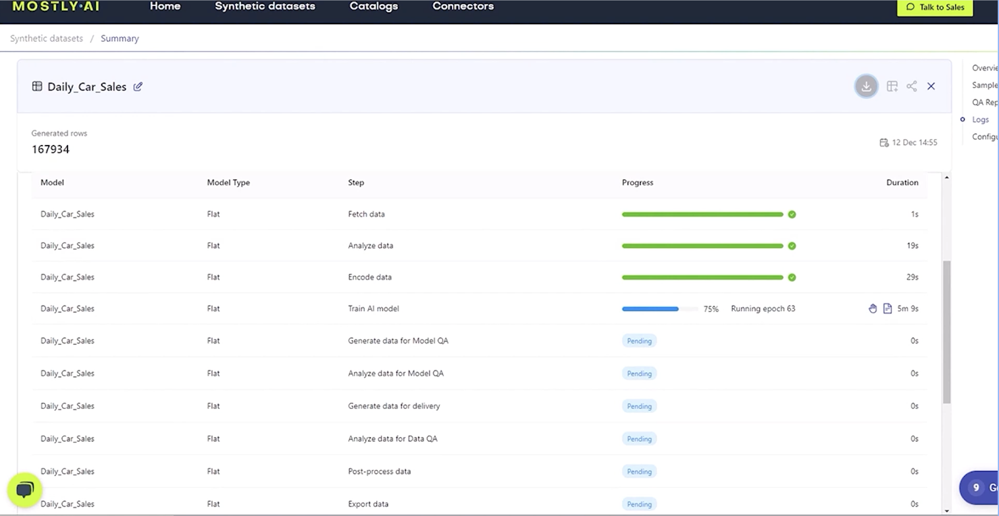 MOSTLY·AI Home Synthetic datasets Catalogs Connectors Talk to Sales
Synthetic datasets / Summary
Daily_Car_Sales
Generated rows
167934
12 Dec 14:55
Overvie
Sample
QA Rep
Logs
Configu
Model Model Type Step Progress Duration
Daily_Car_Sales Flat Fetch data 1s
Daily_Car_Sales Flat Analyze data 19s
Daily_Car_Sales Flat Encode data 29s
Daily_Car_Sales Flat Train AI model 75% Running epoch 63 5m 9s
Daily_Car_Sales Flat Generate data for Model QA Pending 0s
Daily_Car_Sales Flat Analyze data for Model QA Pending 0s
Daily_Car_Sales Flat Generate data for delivery Pending 0s
Daily_Car_Sales Flat Analyze data for Data QA Pending 0s
Daily_Car_Sales Flat Post-process data Pending 0s
Daily_Car_Sales Flat Export data Pending 0s
9 G